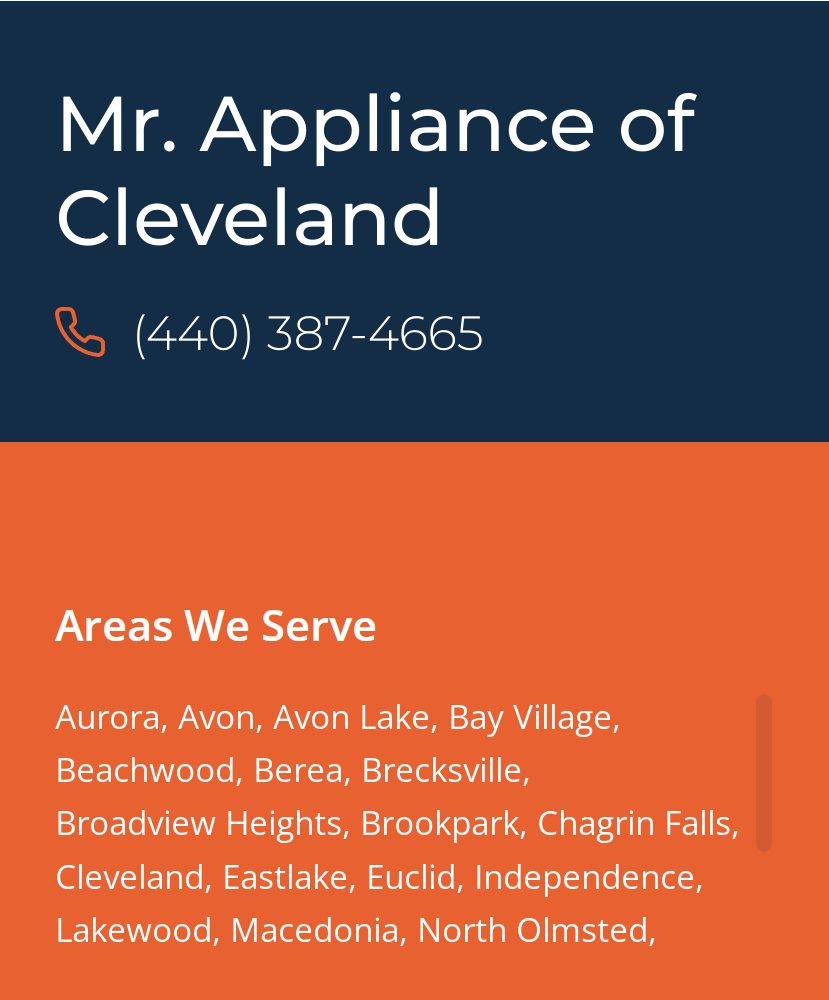 Mr. Appliance of
Cleveland
(440) 387-4665
Areas We Serve
Aurora, Avon, Avon Lake, Bay Village,
Beachwood, Berea, Brecksville,
Broadview Heights, Brookpark, Chagrin Falls,
Cleveland, Eastlake, Euclid, Independence,
Lakewood, Macedonia, North Olmsted,